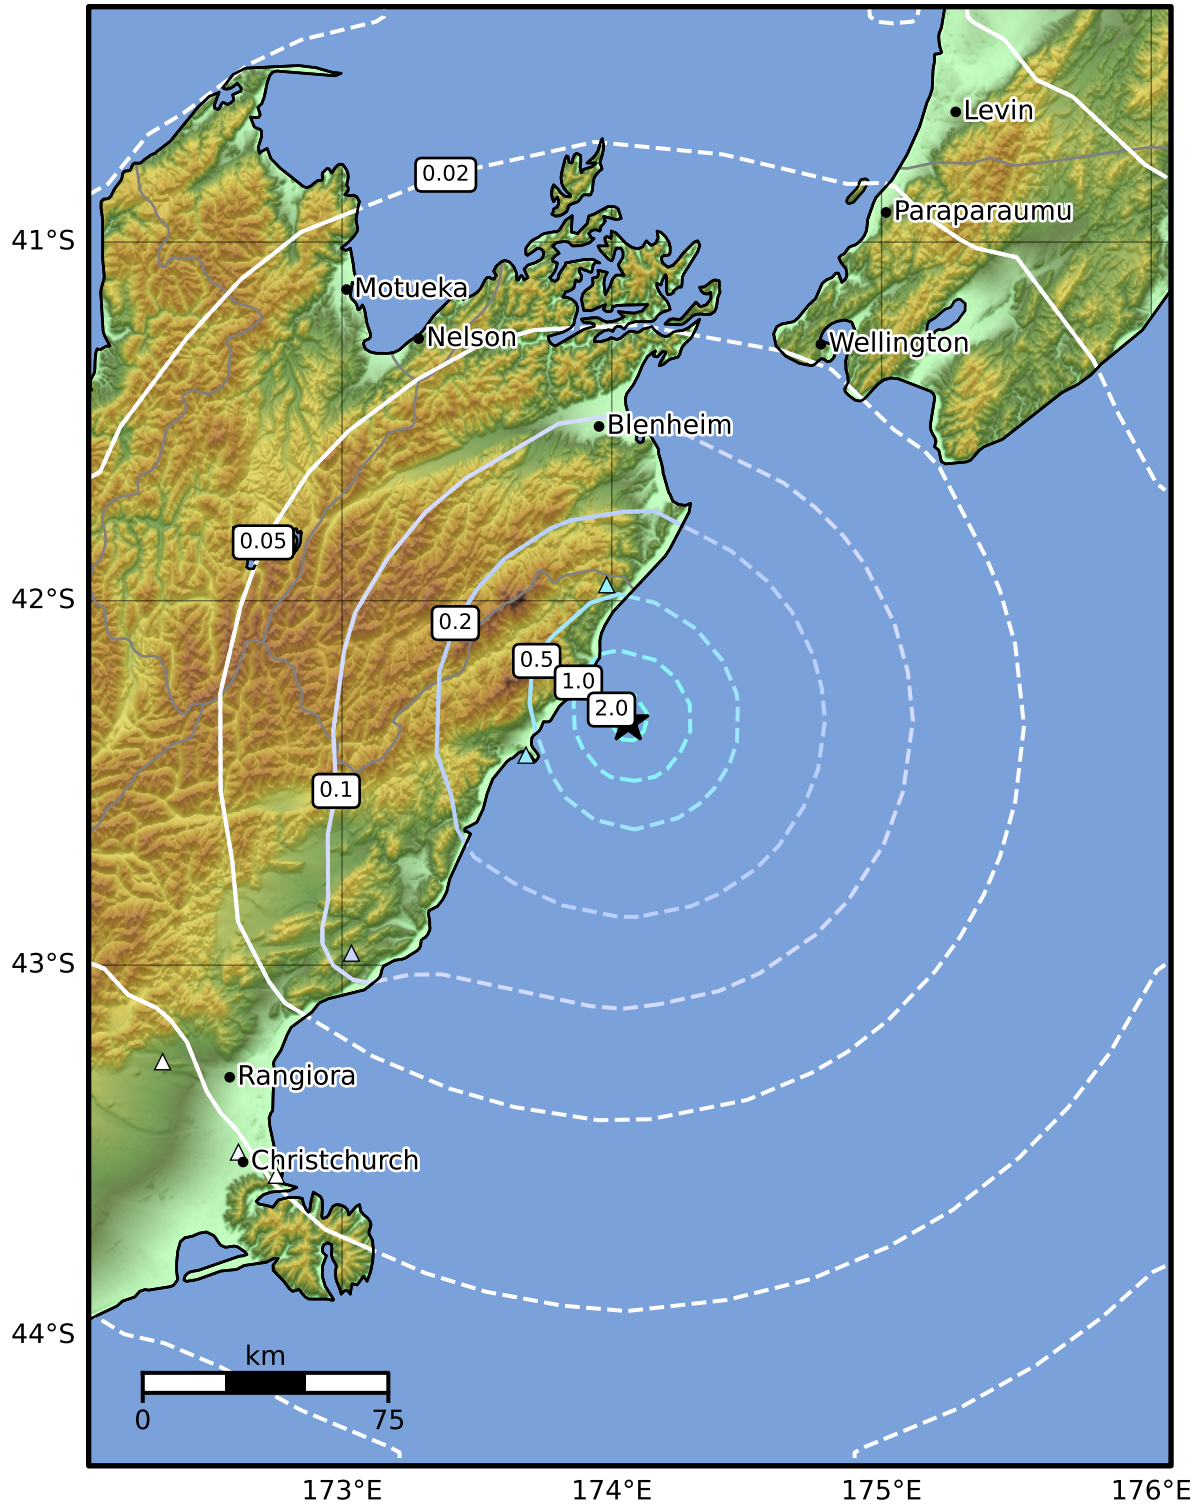 Levin
0.02
Paraparaumu
41°S
Motueka
Nelson
Wellington
Blenheim
0.05
42°S
0.2
0.5
1.0
2.0
0.1
43°S
Rangiora
Christchurch
44°S
km
0 75
173°E 174°E 175°E 176°E